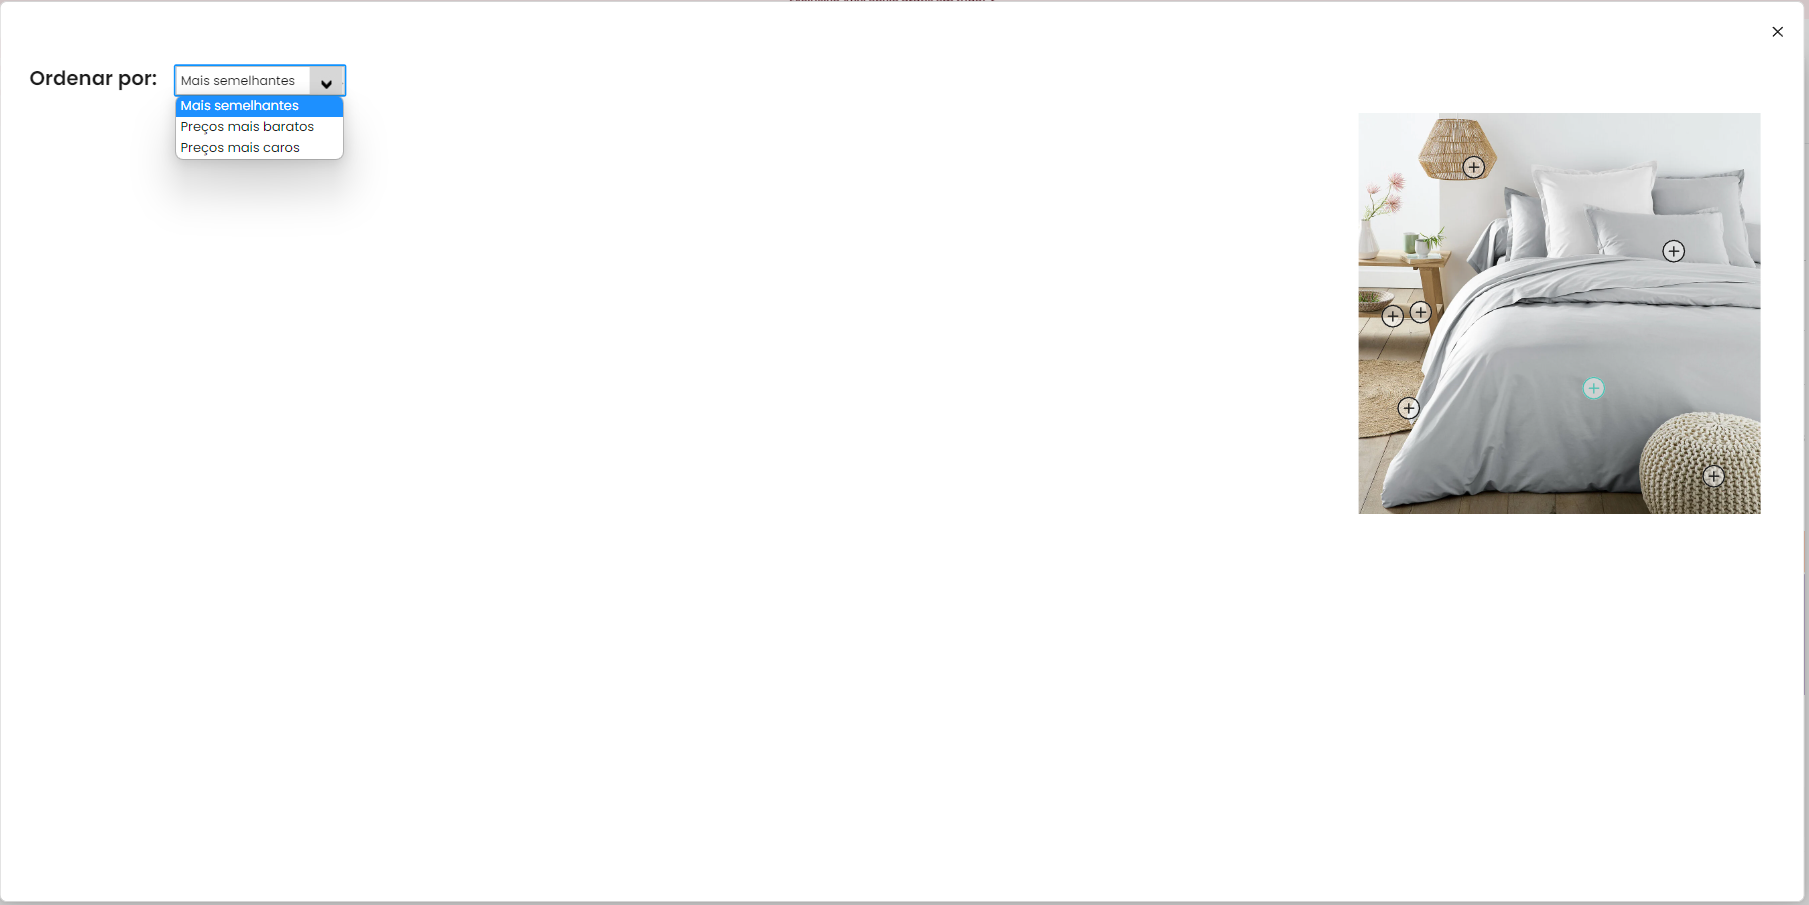 Ordenar por:
Mais semelhantes
Mais semelhantes
Preços mais baratos
Preços mais caros